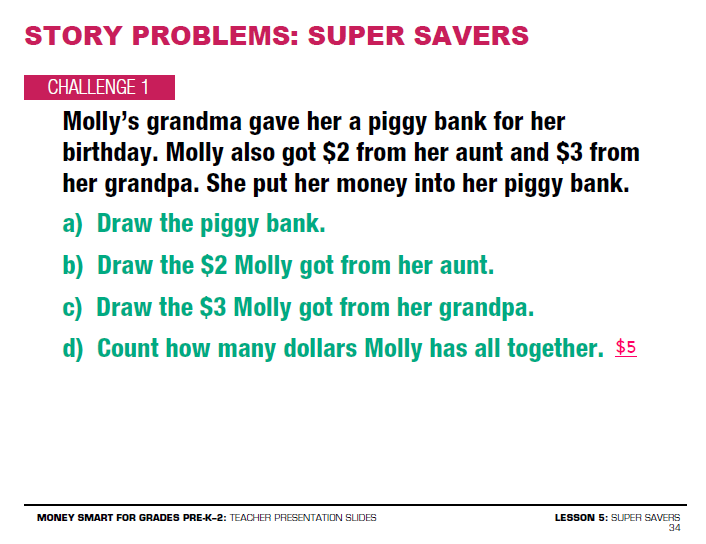 STORY PROBLEMS: SUPER SAVERS
CHALLENGE 1
Molly’s grandma gave her a piggy bank for her
birthday. Molly also got $2 from her aunt and $3 from
her grandpa. She put her money into her piggy bank.
a) Draw the piggy bank.
b) Draw the $2 Molly got from her aunt.
c) Draw the $3 Molly got from her grandpa.
d) Count how many dollars Molly has all together. $5
MONEY SMART FOR GRADES PRE-K–2: TEACHER PRESENTATION SLIDES
LESSON 5: SUPER SAVERS
34